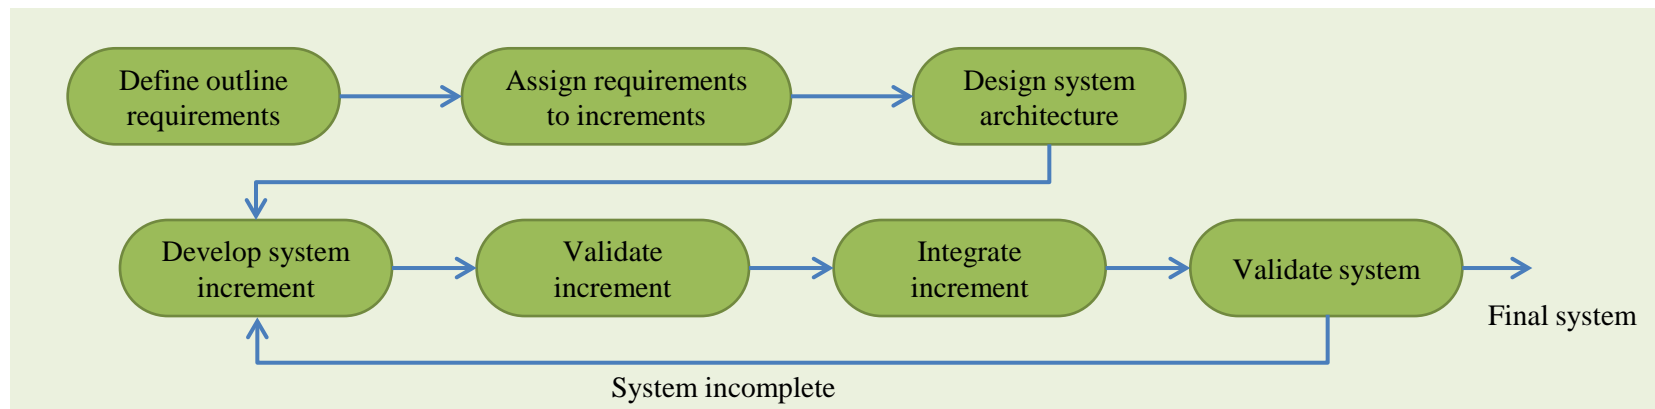 Define outline
requirements
Assign requirements
to increments
Design system
architecture
Develop system
increment
Validate
increment
Integrate
increment
Validate system
Final system
System incomplete